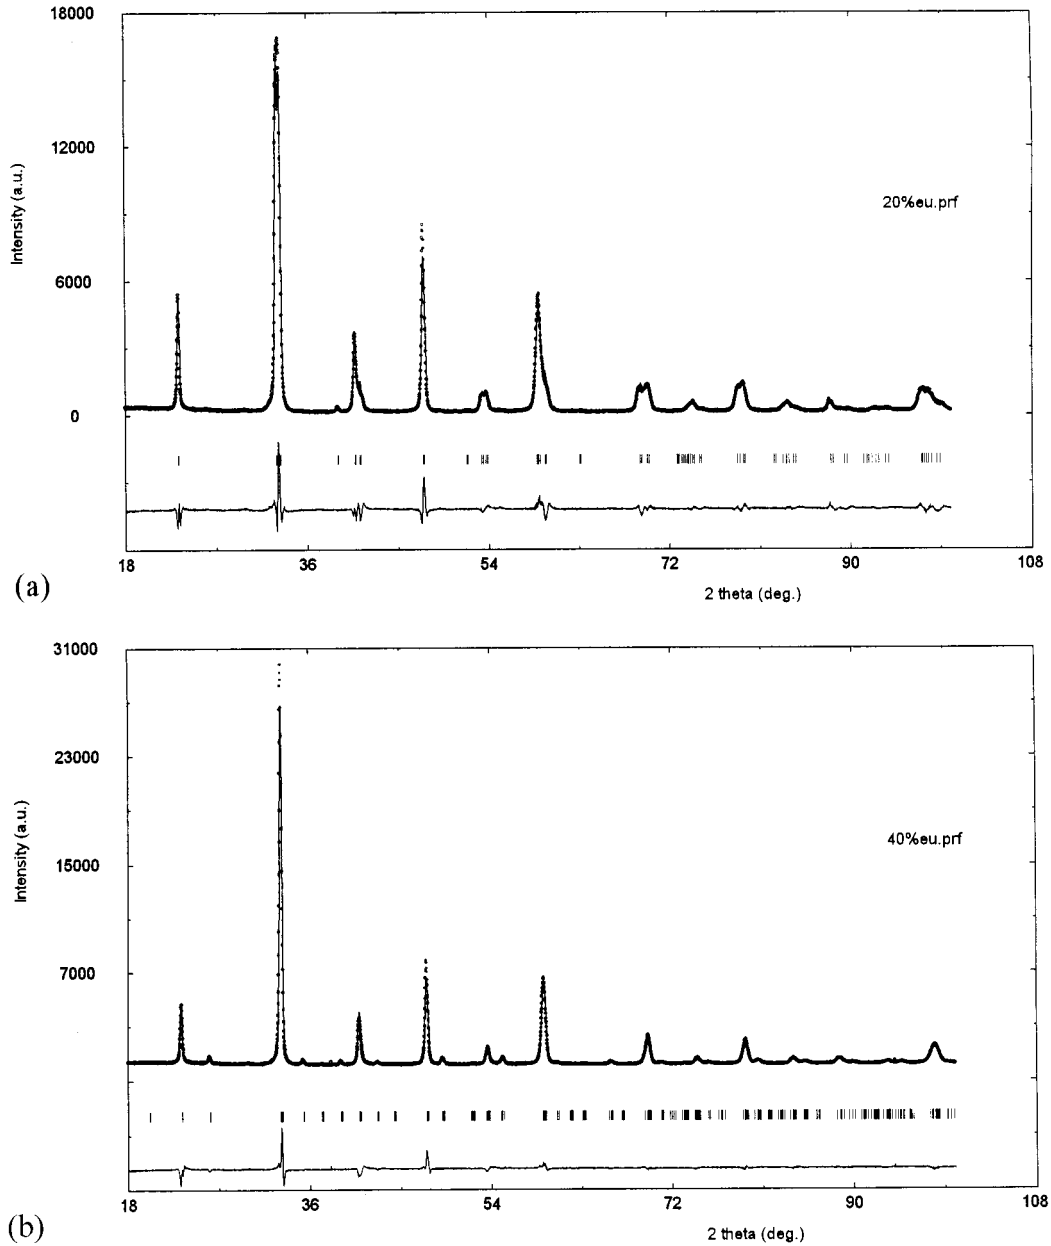 18000
12000
6000
0
Intensity (a.u.)
20%eu.prf
18 36 54 72 90 108
2 theta (deg.)
(a)
31000
23000
15000
7000
Intensity (a.u.)
40%eu.prf
18 36 54 72 90 108
2 theta (deg.)
(b)